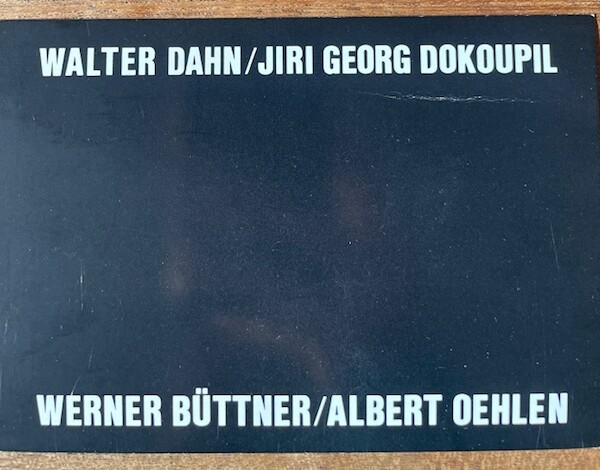 WALTER DAHN/JIRI GEORG DOKOUPIL
WERNER BÜTTNER/ALBERT OEHLEN